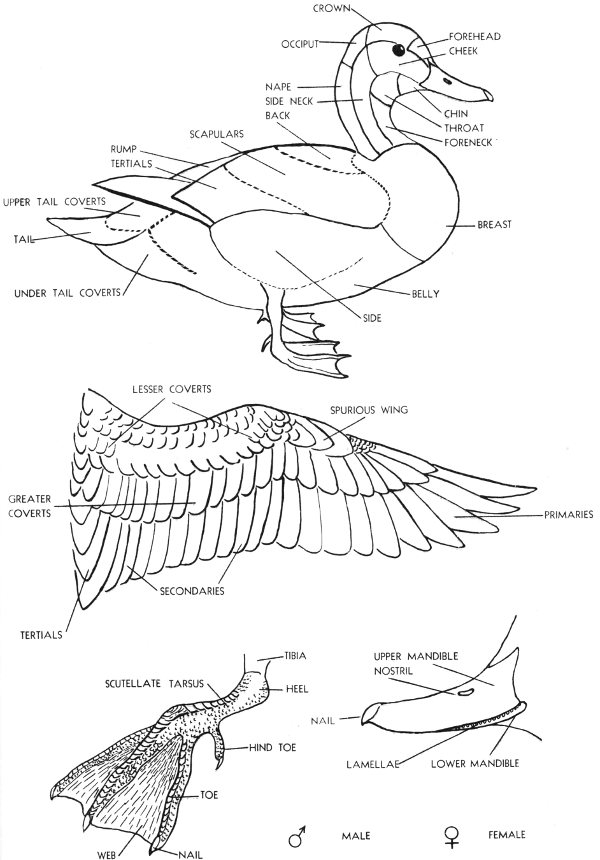 CROWN
OCCIPUT
FOREHEAD
CHEEK
NAPE
SIDE NECK
BACK
CHIN
THROAT
FORENECK
SCAPULARS
RUMP
TERTIALS
UPPER TAIL COVERTS
TAIL
BREAST
UNDER TAIL COVERTS
BELLY
SIDE
LESSER COVERTS
SPURIOUS WING
GREATER
COVERTS
PRIMARIES
SECONDARIES
TERTIALS
TIBIA
SCUTELLATE TARSUS
HEEL
HIND TOE
TOE
WEB
NAIL
UPPER MANDIBLE
NOSTRIL
NAIL
LAMELLAE
LOWER MANDIBLE
♂ MALE
♀ FEMALE